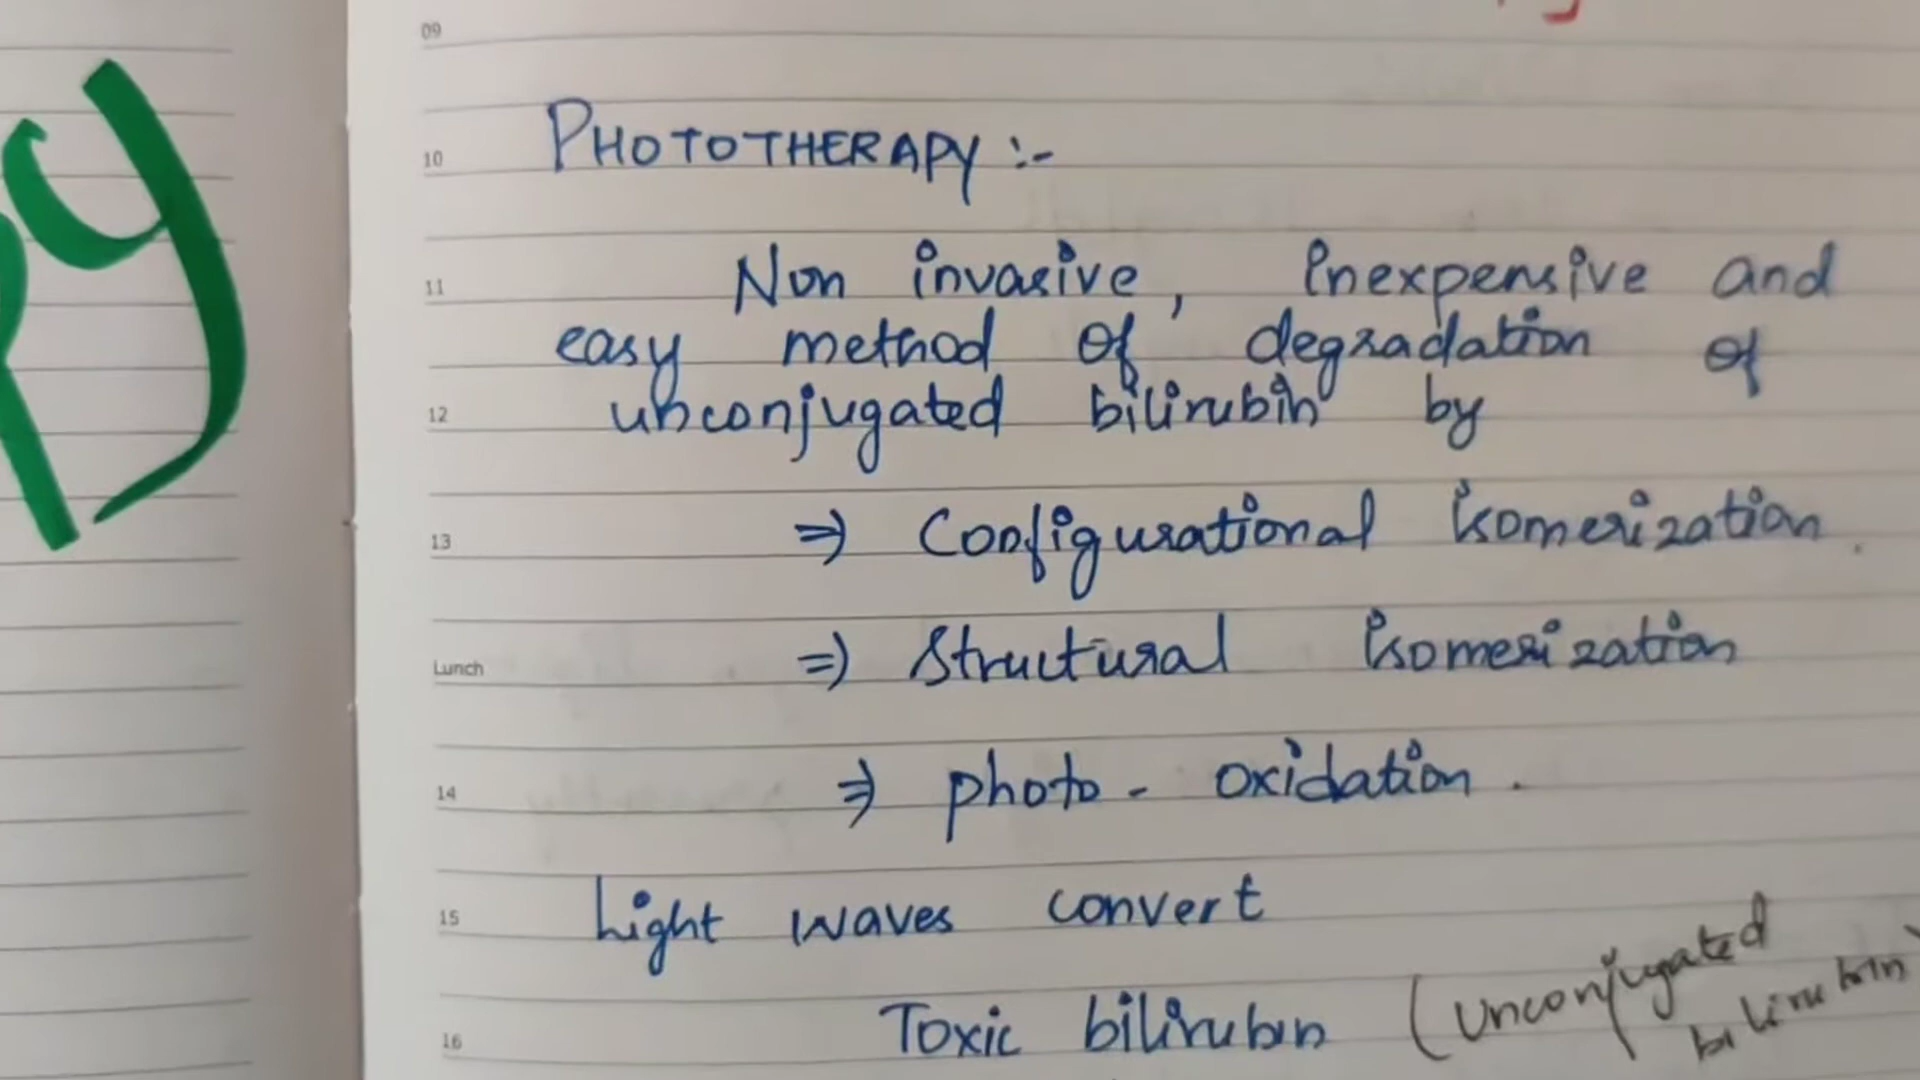 09
10 PHOTOTHERAPY :-
11 Non invasive, inexpensive and
easy method of degradation of
12 unconjugated bilirubin by
13 ⇒ Configurational isomerization.
Lunch ⇒ Structural isomerization
14 ⇒ photo - oxidation.
15 Light waves convert
16 Toxic bilirubin (unconjugated
bilirubin)